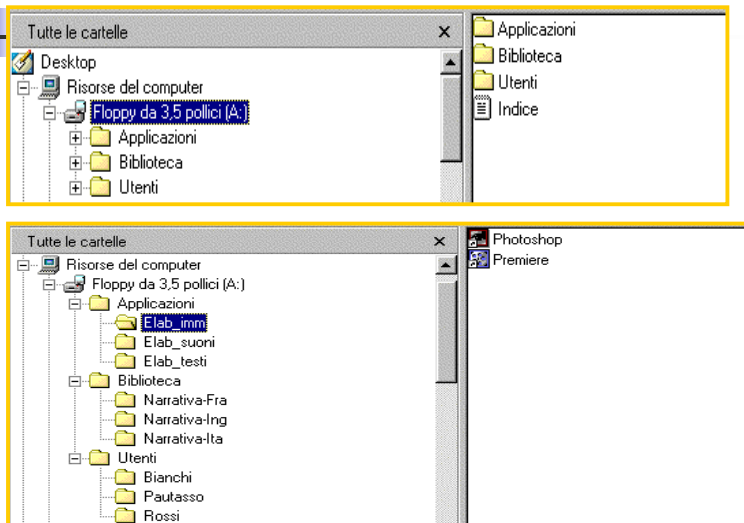 Tutte le cartelle
Desktop
Risorse del computer
Floppy da 3,5 pollici (A:)
Applicazioni
Biblioteca
Utenti
Applicazioni
Biblioteca
Utenti
Indice
Tutte le cartelle
Risorse del computer
Floppy da 3,5 pollici (A:)
Applicazioni
Elab_imm
Elab_suoni
Elab_testi
Biblioteca
Narrativa-Fra
Narrativa-Ing
Narrativa-Ita
Utenti
Bianchi
Pautasso
Rossi
Photoshop
Premiere